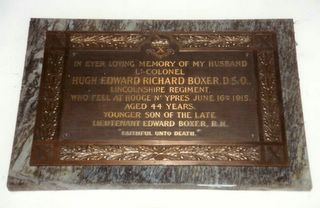 IN EVER LOVING MEMORY OF MY HUSBAND
LT-COLONEL
HUGH EDWARD RICHARD BOXER, D.S.O.,
LINCOLNSHIRE REGIMENT,
WHO FELL AT HOOGE Nr YPRES JUNE 16TH 1915.
AGED 44 YEARS.
YOUNGER SON OF THE LATE
LIEUTENANT EDWARD BOXER, R.N.
"FAITHFUL UNTO DEATH."